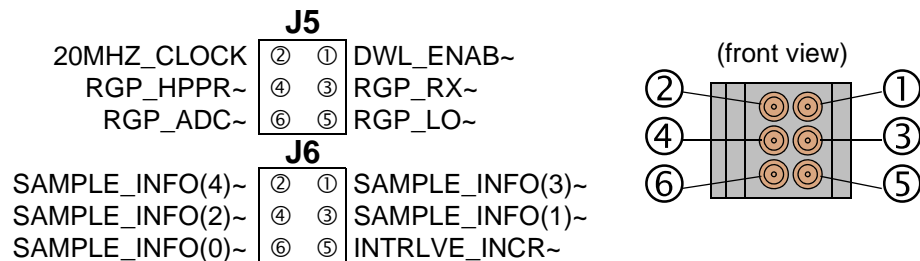 J5
20MHZ_CLOCK ② ① DWL_ENAB~
RGP_HPPR~ ④ ③ RGP_RX~
RGP_ADC~ ⑥ ⑤ RGP_LO~
J6
SAMPLE_INFO(4)~ ② ① SAMPLE_INFO(3)~
SAMPLE_INFO(2)~ ④ ③ SAMPLE_INFO(1)~
SAMPLE_INFO(0)~ ⑥ ⑤ INTRLVE_INCR~
(front view)
② ①
④ ③
⑥ ⑤